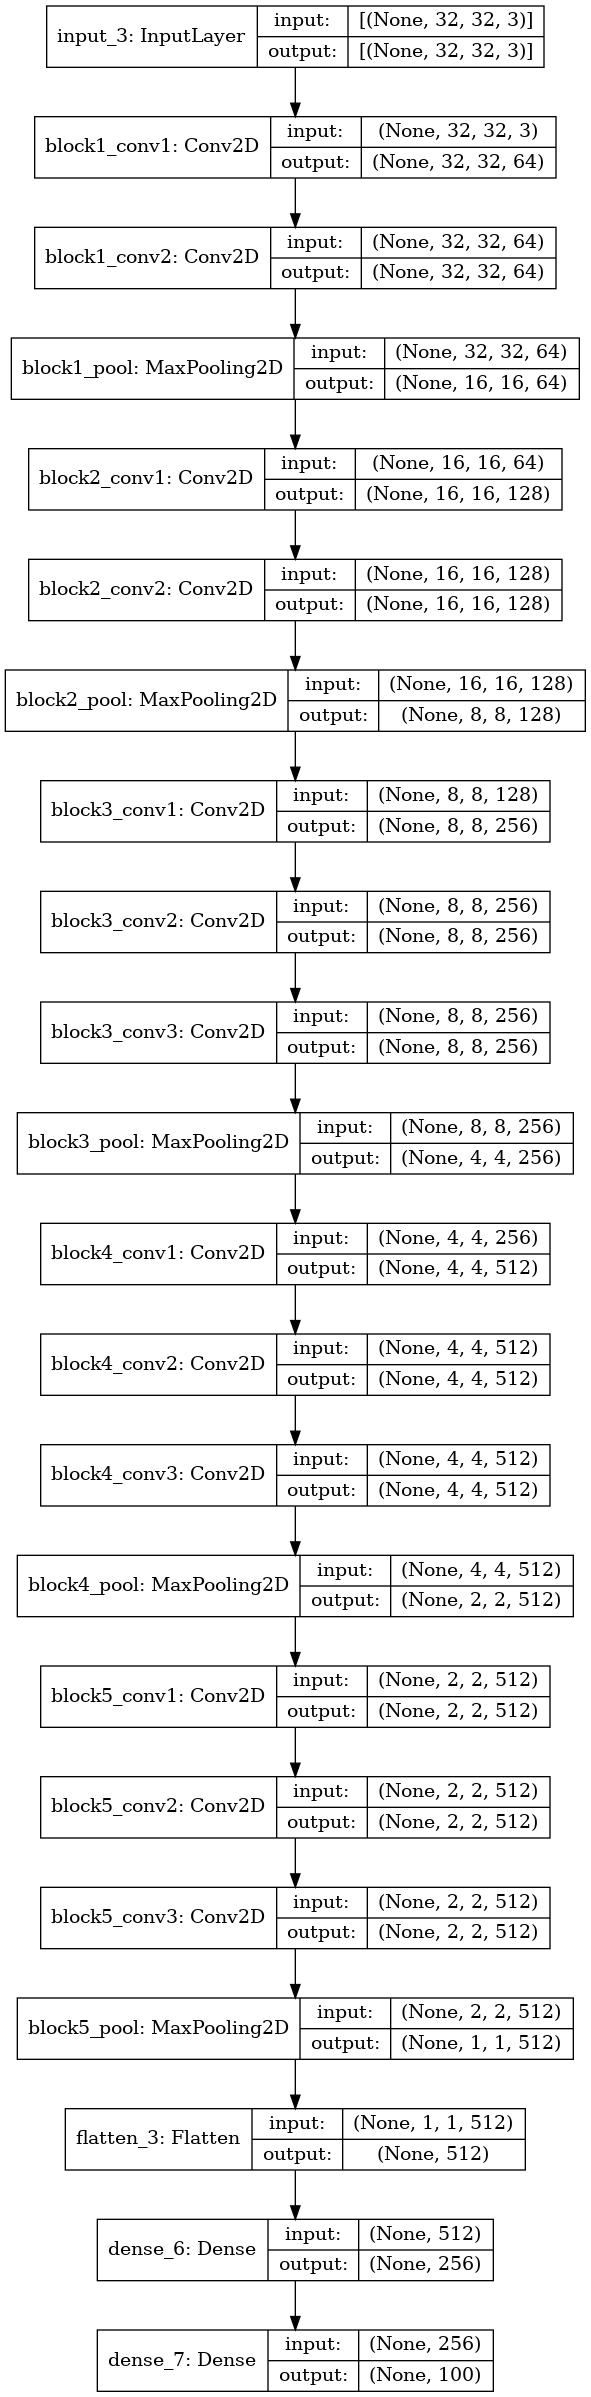 input_3: InputLayer
input: [(None, 32, 32, 3)]
output: [(None, 32, 32, 3)]
block1_conv1: Conv2D
input: (None, 32, 32, 3)
output: (None, 32, 32, 64)
block1_conv2: Conv2D
input: (None, 32, 32, 64)
output: (None, 32, 32, 64)
block1_pool: MaxPooling2D
input: (None, 32, 32, 64)
output: (None, 16, 16, 64)
block2_conv1: Conv2D
input: (None, 16, 16, 64)
output: (None, 16, 16, 128)
block2_conv2: Conv2D
input: (None, 16, 16, 128)
output: (None, 16, 16, 128)
block2_pool: MaxPooling2D
input: (None, 16, 16, 128)
output: (None, 8, 8, 128)
block3_conv1: Conv2D
input: (None, 8, 8, 128)
output: (None, 8, 8, 256)
block3_conv2: Conv2D
input: (None, 8, 8, 256)
output: (None, 8, 8, 256)
block3_conv3: Conv2D
input: (None, 8, 8, 256)
output: (None, 8, 8, 256)
block3_pool: MaxPooling2D
input: (None, 8, 8, 256)
output: (None, 4, 4, 256)
block4_conv1: Conv2D
input: (None, 4, 4, 256)
output: (None, 4, 4, 512)
block4_conv2: Conv2D
input: (None, 4, 4, 512)
output: (None, 4, 4, 512)
block4_conv3: Conv2D
input: (None, 4, 4, 512)
output: (None, 4, 4, 512)
block4_pool: MaxPooling2D
input: (None, 4, 4, 512)
output: (None, 2, 2, 512)
block5_conv1: Conv2D
input: (None, 2, 2, 512)
output: (None, 2, 2, 512)
block5_conv2: Conv2D
input: (None, 2, 2, 512)
output: (None, 2, 2, 512)
block5_conv3: Conv2D
input: (None, 2, 2, 512)
output: (None, 2, 2, 512)
block5_pool: MaxPooling2D
input: (None, 2, 2, 512)
output: (None, 1, 1, 512)
flatten_3: Flatten
input: (None, 1, 1, 512)
output: (None, 512)
dense_6: Dense
input: (None, 512)
output: (None, 256)
dense_7: Dense
input: (None, 256)
output: (None, 100)